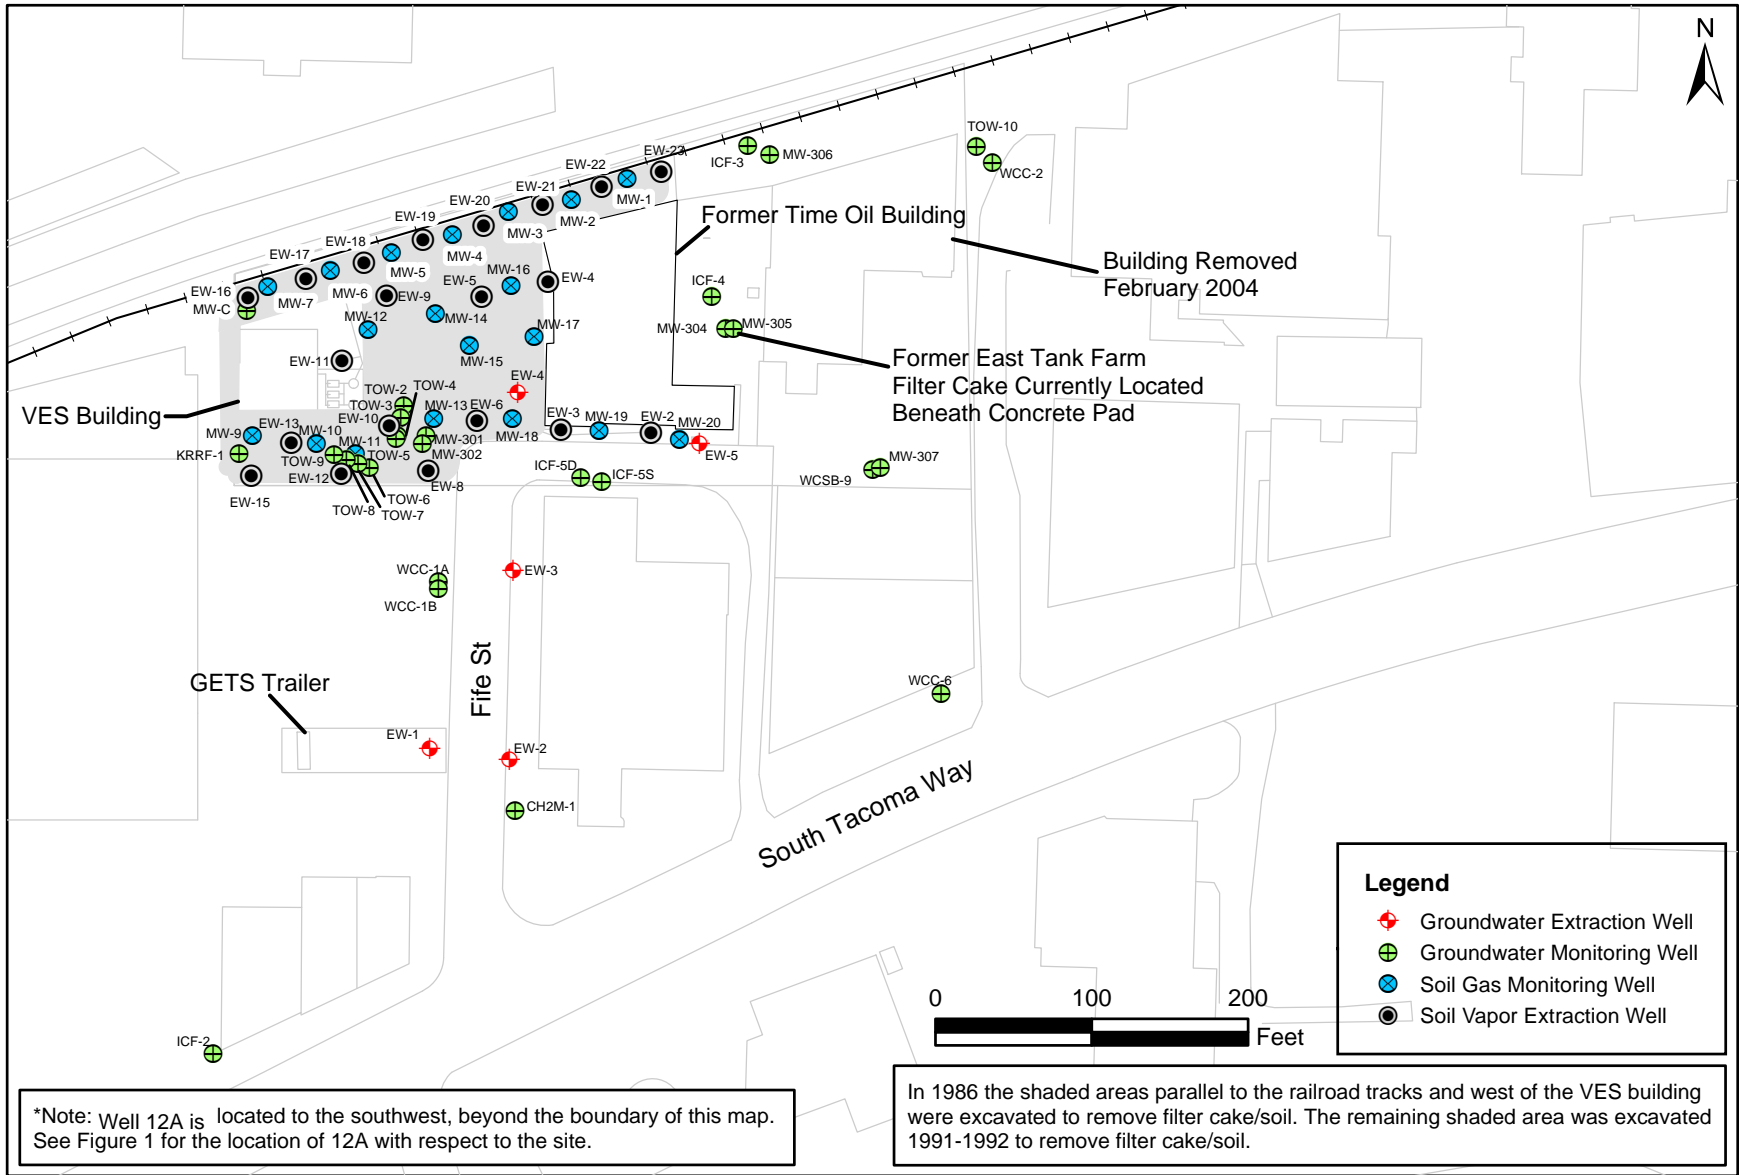 N
TOW-10
ICF-3
MW-306
WCC-2
EW-23
EW-22
EW-21
EW-20
EW-19
EW-18
EW-17
EW-16
MW-C
MW-1
MW-2
MW-3
MW-4
MW-5
MW-6
MW-7
Former Time Oil Building
Building Removed
February 2004
MW-16
EW-4
EW-5
EW-9
MW-14
MW-12
MW-17
MW-15
ICF-4
MW-304
MW-305
Former East Tank Farm
Filter Cake Currently Located
Beneath Concrete Pad
EW-11
EW-4
VES Building
TOW-2
TOW-4
TOW-3
EW-10
MW-13
EW-6
MW-18
EW-3
MW-19
EW-2
MW-20
EW-5
MW-9
EW-13
MW-10
MW-11
MW-301
MW-302
KRRF-1
TOW-9
TOW-5
EW-12
EW-15
EW-8
TOW-6
TOW-7
TOW-8
ICF-5D
ICF-5S
WCSB-9
MW-307
WCC-1A
WCC-1B
EW-3
Fife St
GETS Trailer
WCC-6
EW-1
EW-2
CH2M-1
South Tacoma Way
ICF-2
Legend
Groundwater Extraction Well
Groundwater Monitoring Well
Soil Gas Monitoring Well
Soil Vapor Extraction Well
0 100 200
Feet
*Note: Well 12A is located to the southwest, beyond the boundary of this map.
See Figure 1 for the location of 12A with respect to the site.
In 1986 the shaded areas parallel to the railroad tracks and west of the VES building
were excavated to remove filter cake/soil. The remaining shaded area was excavated
1991-1992 to remove filter cake/soil.